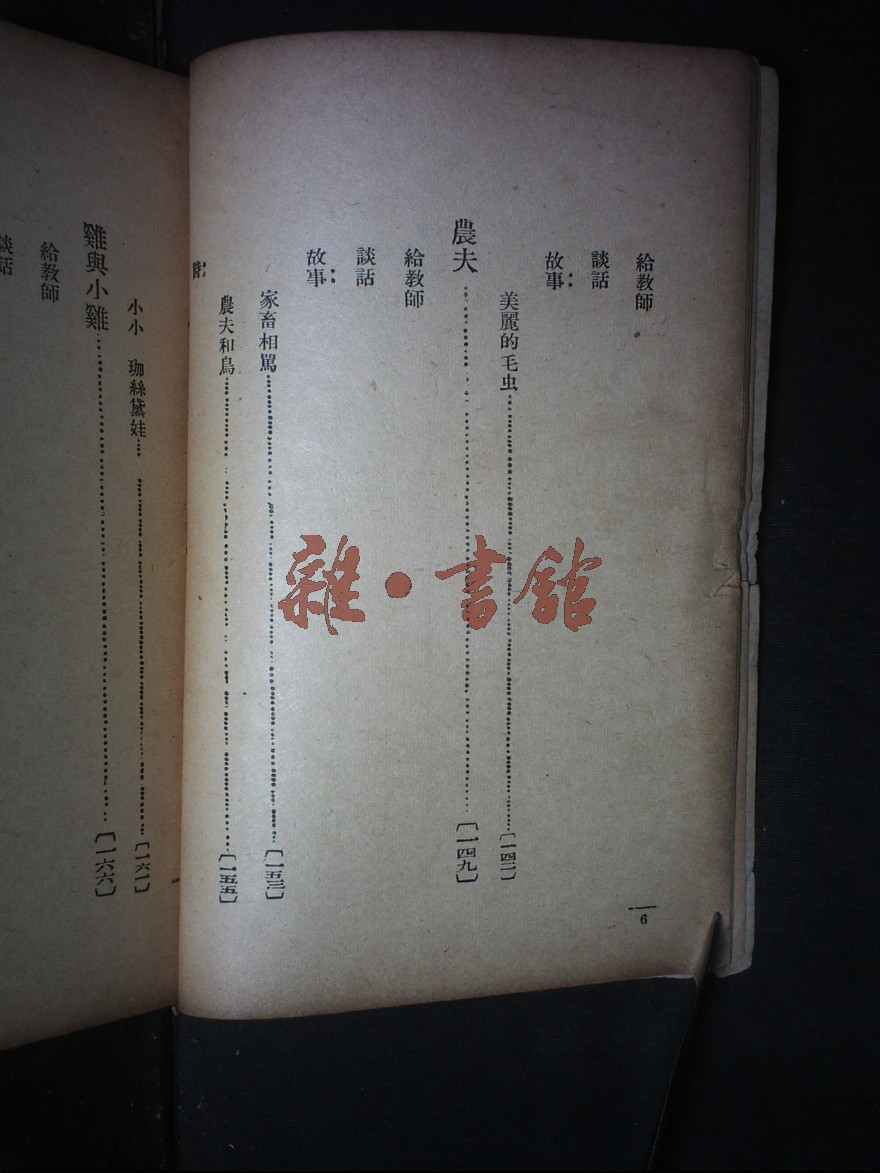 給教師
談話
故事:
美麗的毛虫……〔一四三〕
農夫……〔一四九〕
給教師
談話
故事:
家畜相罵……〔一五三〕
農夫和鳥……〔一五五〕
6
小小 珈絲黛娃……〔一六一〕
雞與小雞……〔一六六〕
給教師
談話
雜•書館